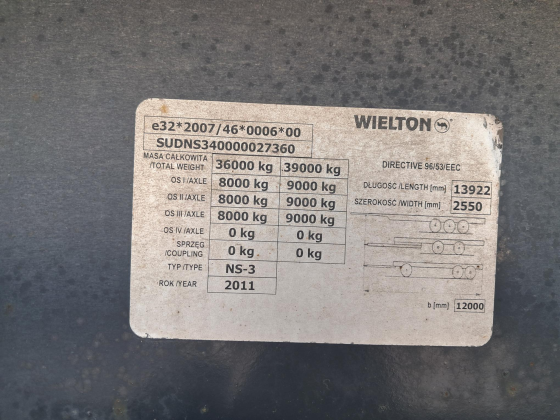 WIELTON
e32*2007/46*0006*00
SUDNS340000027360
MASA CAŁKOWITA /TOTAL WEIGHT 36000 kg 39000 kg
OS I /AXLE 8000 kg 9000 kg
OS II /AXLE 8000 kg 9000 kg
OS III /AXLE 8000 kg 9000 kg
OS IV /AXLE 0 kg 0 kg
SPRZĘG /COUPLING 0 kg 0 kg
TYP /TYPE NS-3
ROK /YEAR 2011
DIRECTIVE 96/53/EEC
DŁUGOSC /LENGTH [mm] 13922
SZEROKOSC /WIDTH [mm] 2550
b [mm] 12000